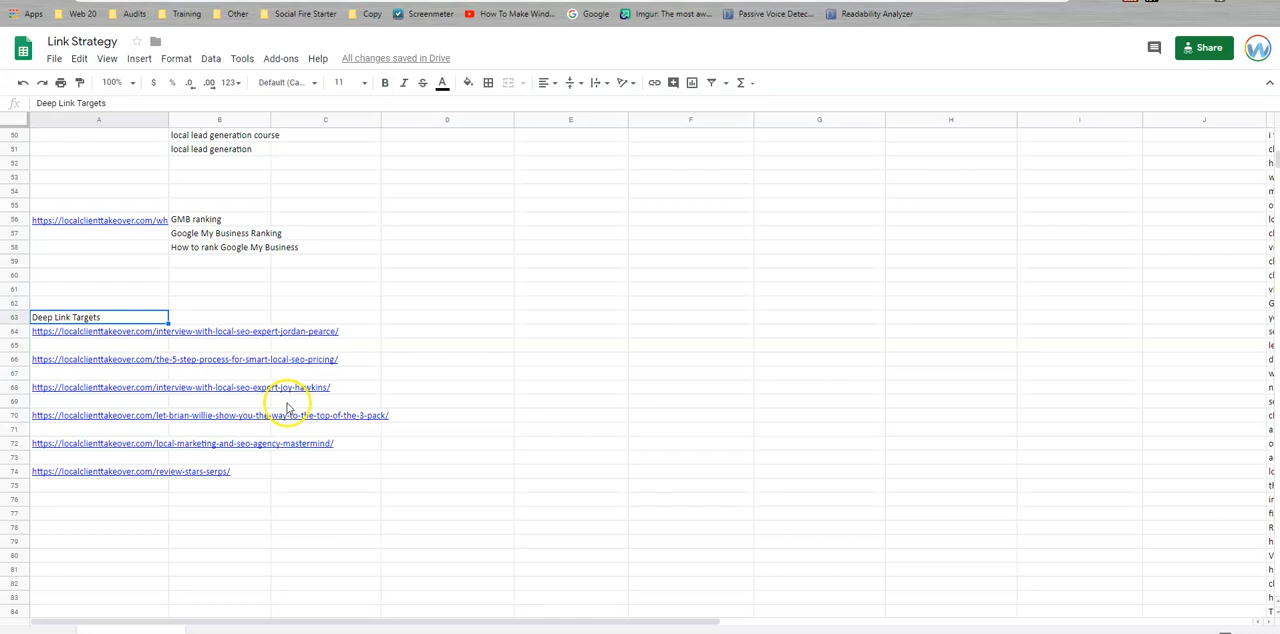 Apps Web 20 Audits Training Other Social Fire Starter Copy Screenmeter How To Make Wind... Google Imgur: The most aw... Passive Voice Detec... Readability Analyzer
Link Strategy
File Edit View Insert Format Data Tools Add-ons Help All changes saved in Drive
Share
100% $ % .0 .00 123 Default (Ca... 11 B I S A Σ
fx Deep Link Targets
A B C D E F G H I J
50 local lead generation course
51 local lead generation
52
53
54
55
56 https://localclienttakeover.com/wh GMB ranking
57 Google My Business Ranking
58 How to rank Google My Business
59
60
61
62
63 Deep Link Targets
64 https://localclienttakeover.com/interview-with-local-seo-expert-jordan-pearce/
65
66 https://localclienttakeover.com/the-5-step-process-for-smart-local-seo-pricing/
67
68 https://localclienttakeover.com/interview-with-local-seo-expert-joy-hawkins/
69
70 https://localclienttakeover.com/let-brian-willie-show-you-the-way-to-the-top-of-the-3-pack/
71
72 https://localclienttakeover.com/local-marketing-and-seo-agency-mastermind/
73
74 https://localclienttakeover.com/review-stars-serps/
75
76
77
78
79
80
81
82
83
84